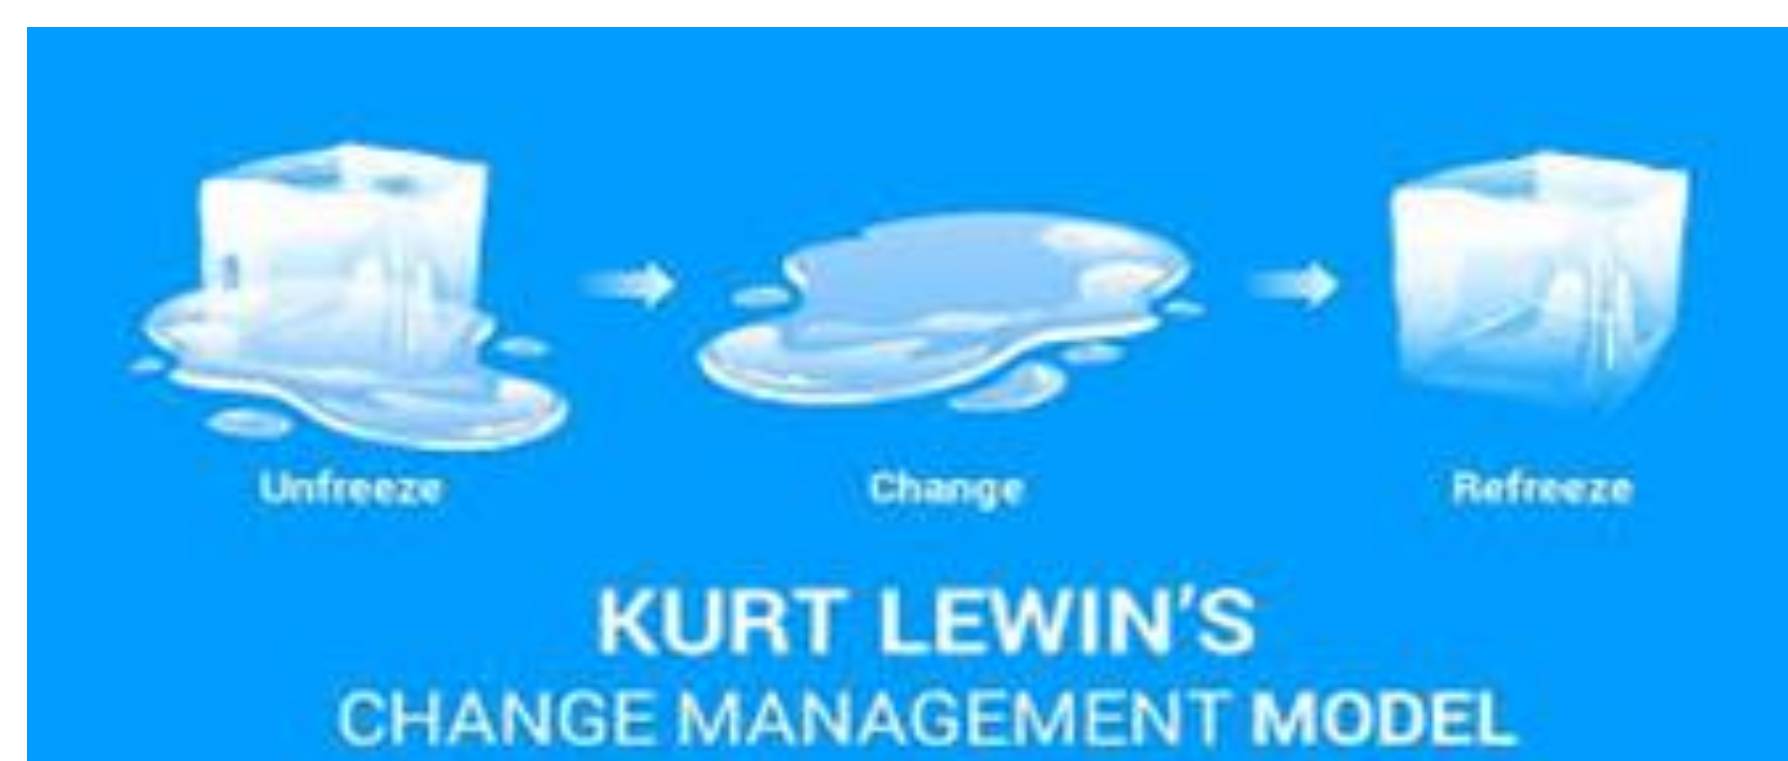 Unfreeze
Change
Refreeze
KURT LEWIN'S
CHANGE MANAGEMENT MODEL